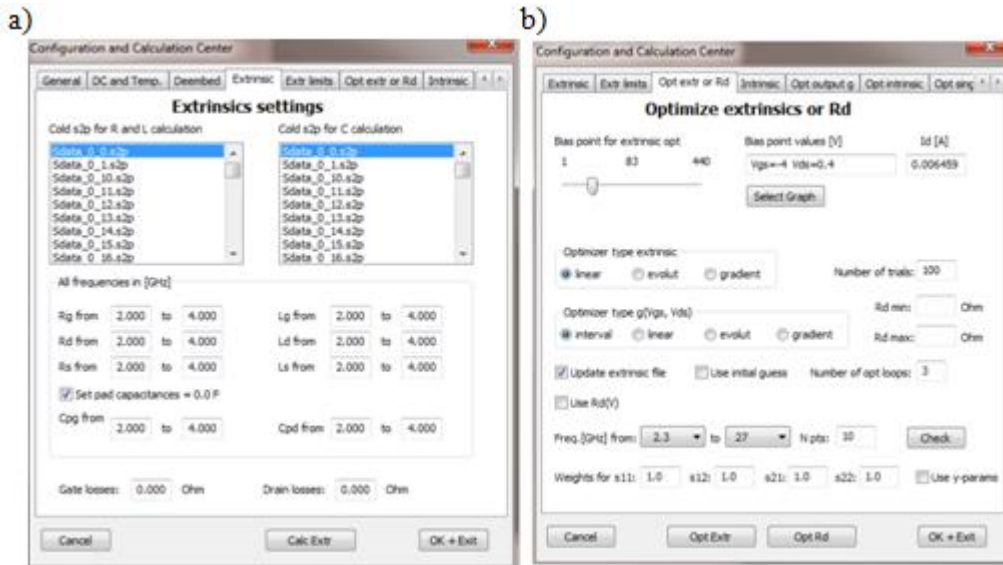 a)
Configuration and Calculation Center
General DC and Temp. Deembed Extrinsic Extr limits Opt extr or Rd Intrinsic
Extrinsics settings
Cold s2p for R and L calculation Cold s2p for C calculation
Sdata_0_0.s2p Sdata_0_0.s2p
Sdata_0_1.s2p Sdata_0_1.s2p
Sdata_0_10.s2p Sdata_0_10.s2p
Sdata_0_11.s2p Sdata_0_11.s2p
Sdata_0_12.s2p Sdata_0_12.s2p
Sdata_0_13.s2p Sdata_0_13.s2p
Sdata_0_14.s2p Sdata_0_14.s2p
Sdata_0_15.s2p Sdata_0_15.s2p
Sdata_0_16.s2p Sdata_0_16.s2p
All frequencies in [GHz]
Rg from 2.000 to 4.000 Lg from 2.000 to 4.000
Rd from 2.000 to 4.000 Ld from 2.000 to 4.000
Rs from 2.000 to 4.000 Ls from 2.000 to 4.000
Set pad capacitances = 0.0 F
Cpg from 2.000 to 4.000 Cpd from 2.000 to 4.000
Gate losses: 0.000 Ohm Drain losses: 0.000 Ohm
Cancel Calc Extr OK + Exit
b)
Configuration and Calculation Center
Extrinsic Extr limits Opt extr or Rd Intrinsic Opt output g Opt intrinsic Opt sing
Optimize extrinsics or Rd
Bias point for extrinsic opt Bias point values [V] Id [A]
1 83 440 Vgs=-4 Vds=0.4 0.006459
Select Graph
Optimizer type extrinsic
linear evolut gradient Number of trials: 100
Optimizer type g(Vgs, Vds) Rd min: Ohm
interval linear evolut gradient Rd max: Ohm
Update extrinsic file Use initial guess Number of opt loops: 3
Use Rd(V)
Freq.[GHz] from: 2.3 to 27 N pts: 10 Check
Weights for s11: 1.0 s12: 1.0 s21: 1.0 s22: 1.0 Use y-params
Cancel Opt Extr Opt Rd OK + Exit